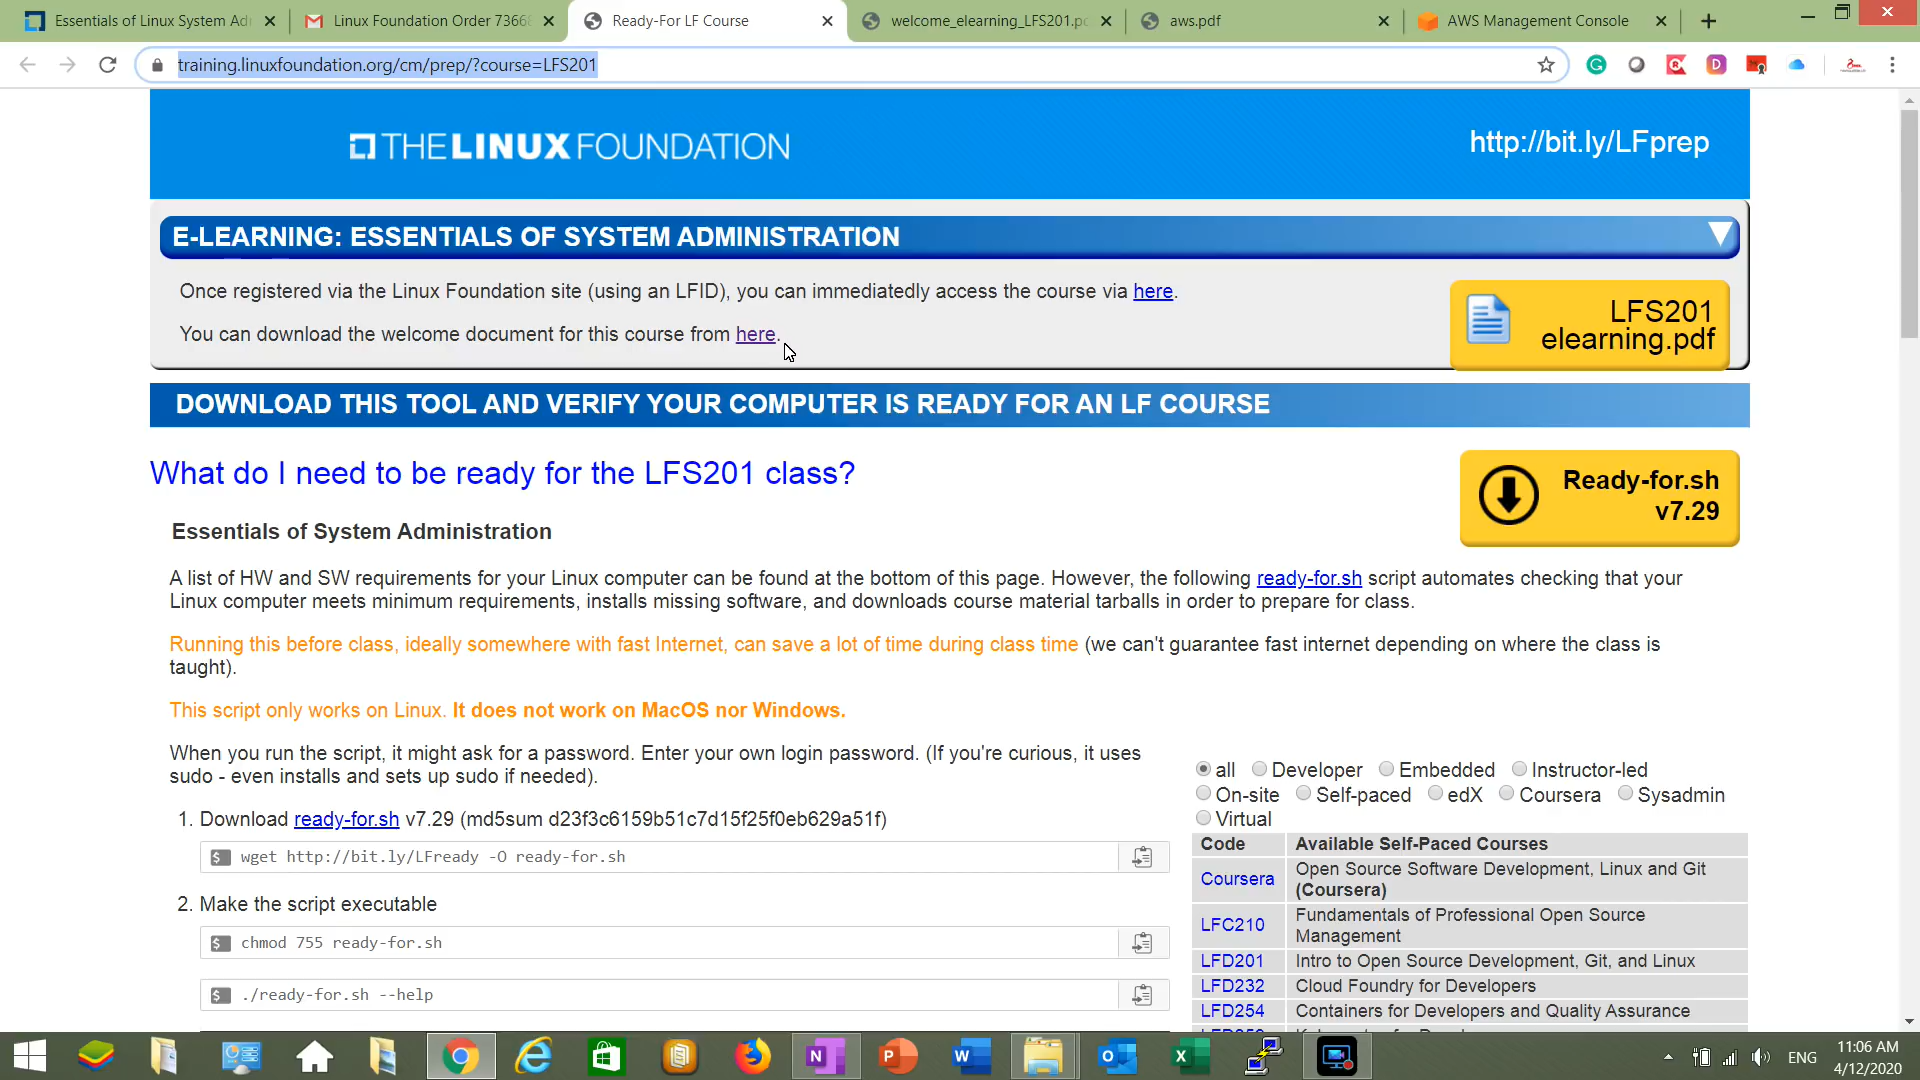 Essentials of Linux System Adm
Linux Foundation Order 7366
Ready-For LF Course
welcome_elearning_LFS201.pd
aws.pdf
AWS Management Console
training.linuxfoundation.org/cm/prep/?course=LFS201
THE LINUX FOUNDATION
http://bit.ly/LFprep
E-LEARNING: ESSENTIALS OF SYSTEM ADMINISTRATION
Once registered via the Linux Foundation site (using an LFID), you can immediatedly access the course via here.
You can download the welcome document for this course from here.
LFS201
elearning.pdf
DOWNLOAD THIS TOOL AND VERIFY YOUR COMPUTER IS READY FOR AN LF COURSE
What do I need to be ready for the LFS201 class?
Ready-for.sh
v7.29
Essentials of System Administration
A list of HW and SW requirements for your Linux computer can be found at the bottom of this page. However, the following ready-for.sh script automates checking that your
Linux computer meets minimum requirements, installs missing software, and downloads course material tarballs in order to prepare for class.
Running this before class, ideally somewhere with fast Internet, can save a lot of time during class time (we can't guarantee fast internet depending on where the class is
taught).
This script only works on Linux. It does not work on MacOS nor Windows.
When you run the script, it might ask for a password. Enter your own login password. (If you're curious, it uses
sudo - even installs and sets up sudo if needed).
1. Download ready-for.sh v7.29 (md5sum d23f3c6159b51c7d15f25f0eb629a51f)
$ wget http://bit.ly/LFready -O ready-for.sh
2. Make the script executable
$ chmod 755 ready-for.sh
$ ./ready-for.sh --help
all Developer Embedded Instructor-led
On-site Self-paced edX Coursera Sysadmin
Virtual
Code Available Self-Paced Courses
Coursera Open Source Software Development, Linux and Git
(Coursera)
LFC210 Fundamentals of Professional Open Source
Management
LFD201 Intro to Open Source Development, Git, and Linux
LFD232 Cloud Foundry for Developers
LFD254 Containers for Developers and Quality Assurance
ENG
11:06 AM
4/12/2020